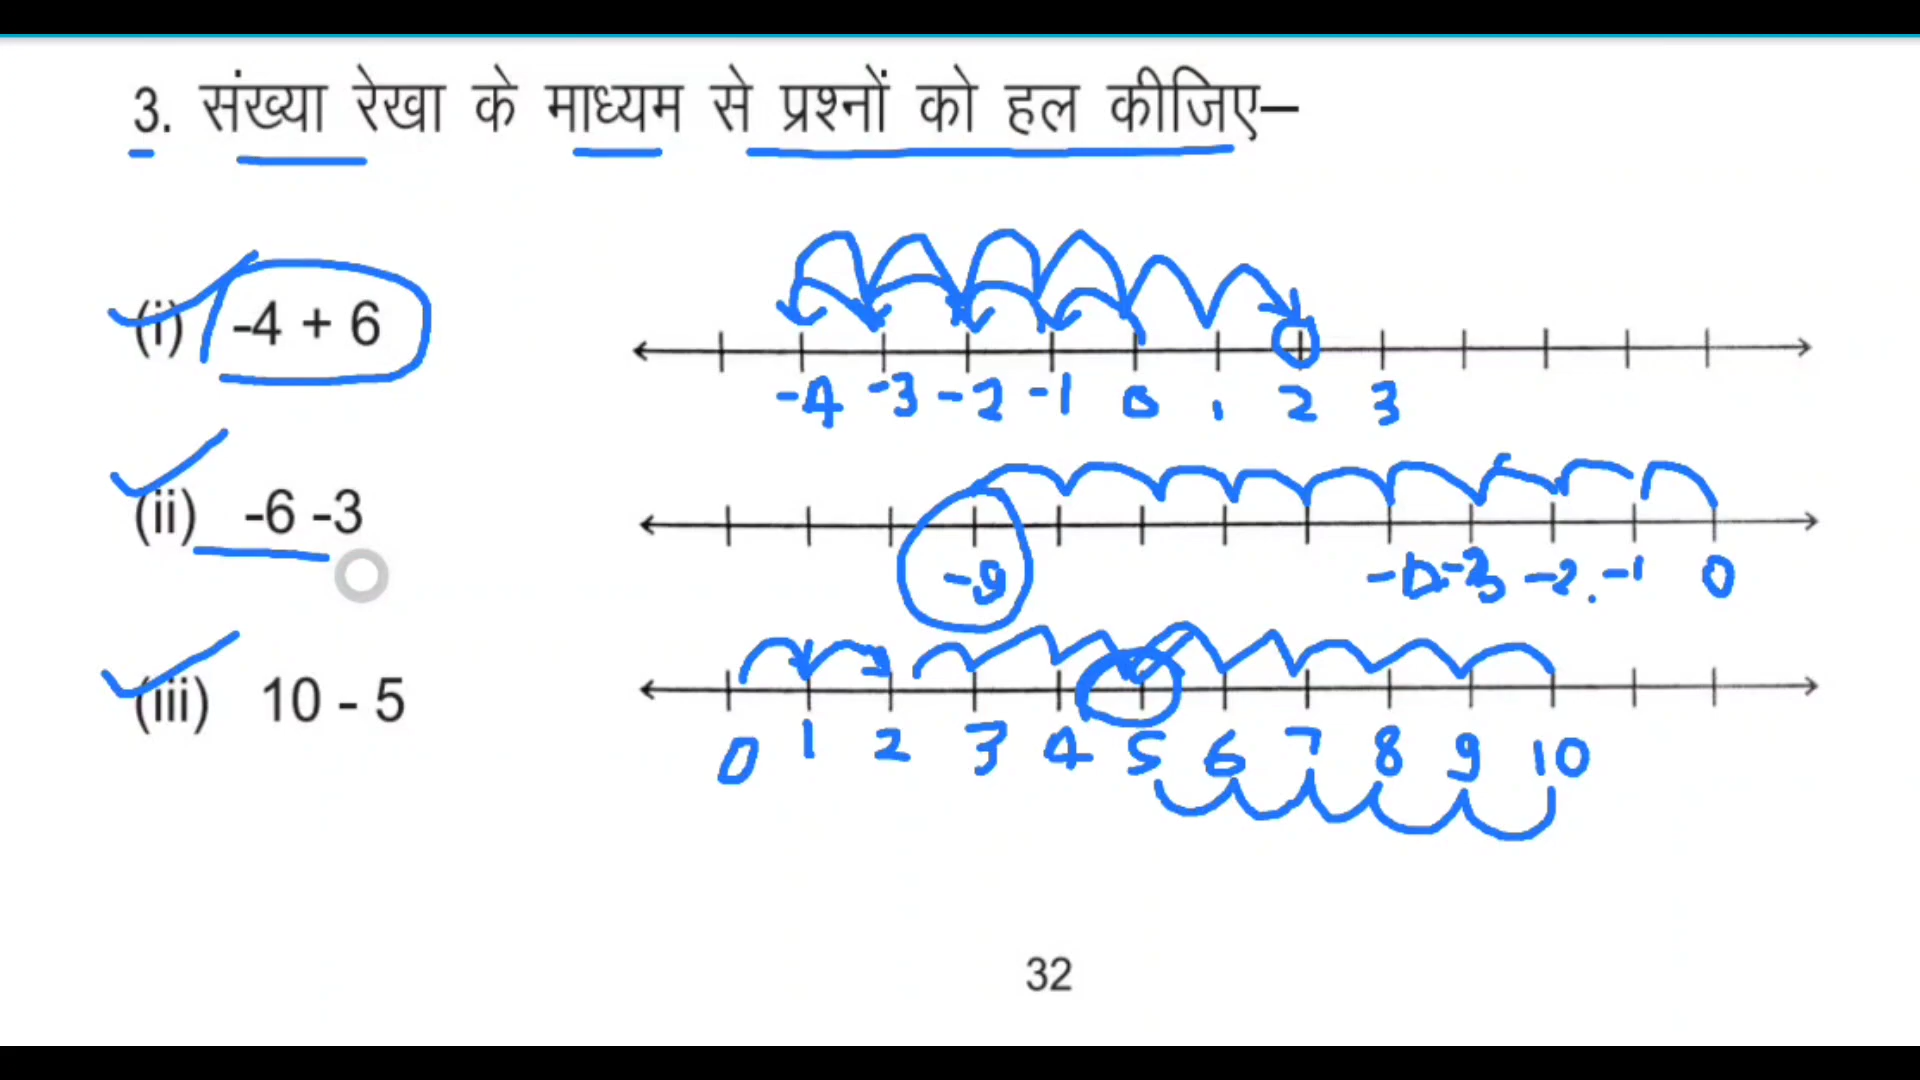 3. संख्या रेखा के माध्यम से प्रश्नों को हल कीजिए–
(i) -4 + 6
-4 -3 -2 -1 0 1 2 3
(ii) -6 -3
-9 -3 -2 -1 0
(iii) 10 - 5
0 1 2 3 4 5 6 7 8 9 10
32